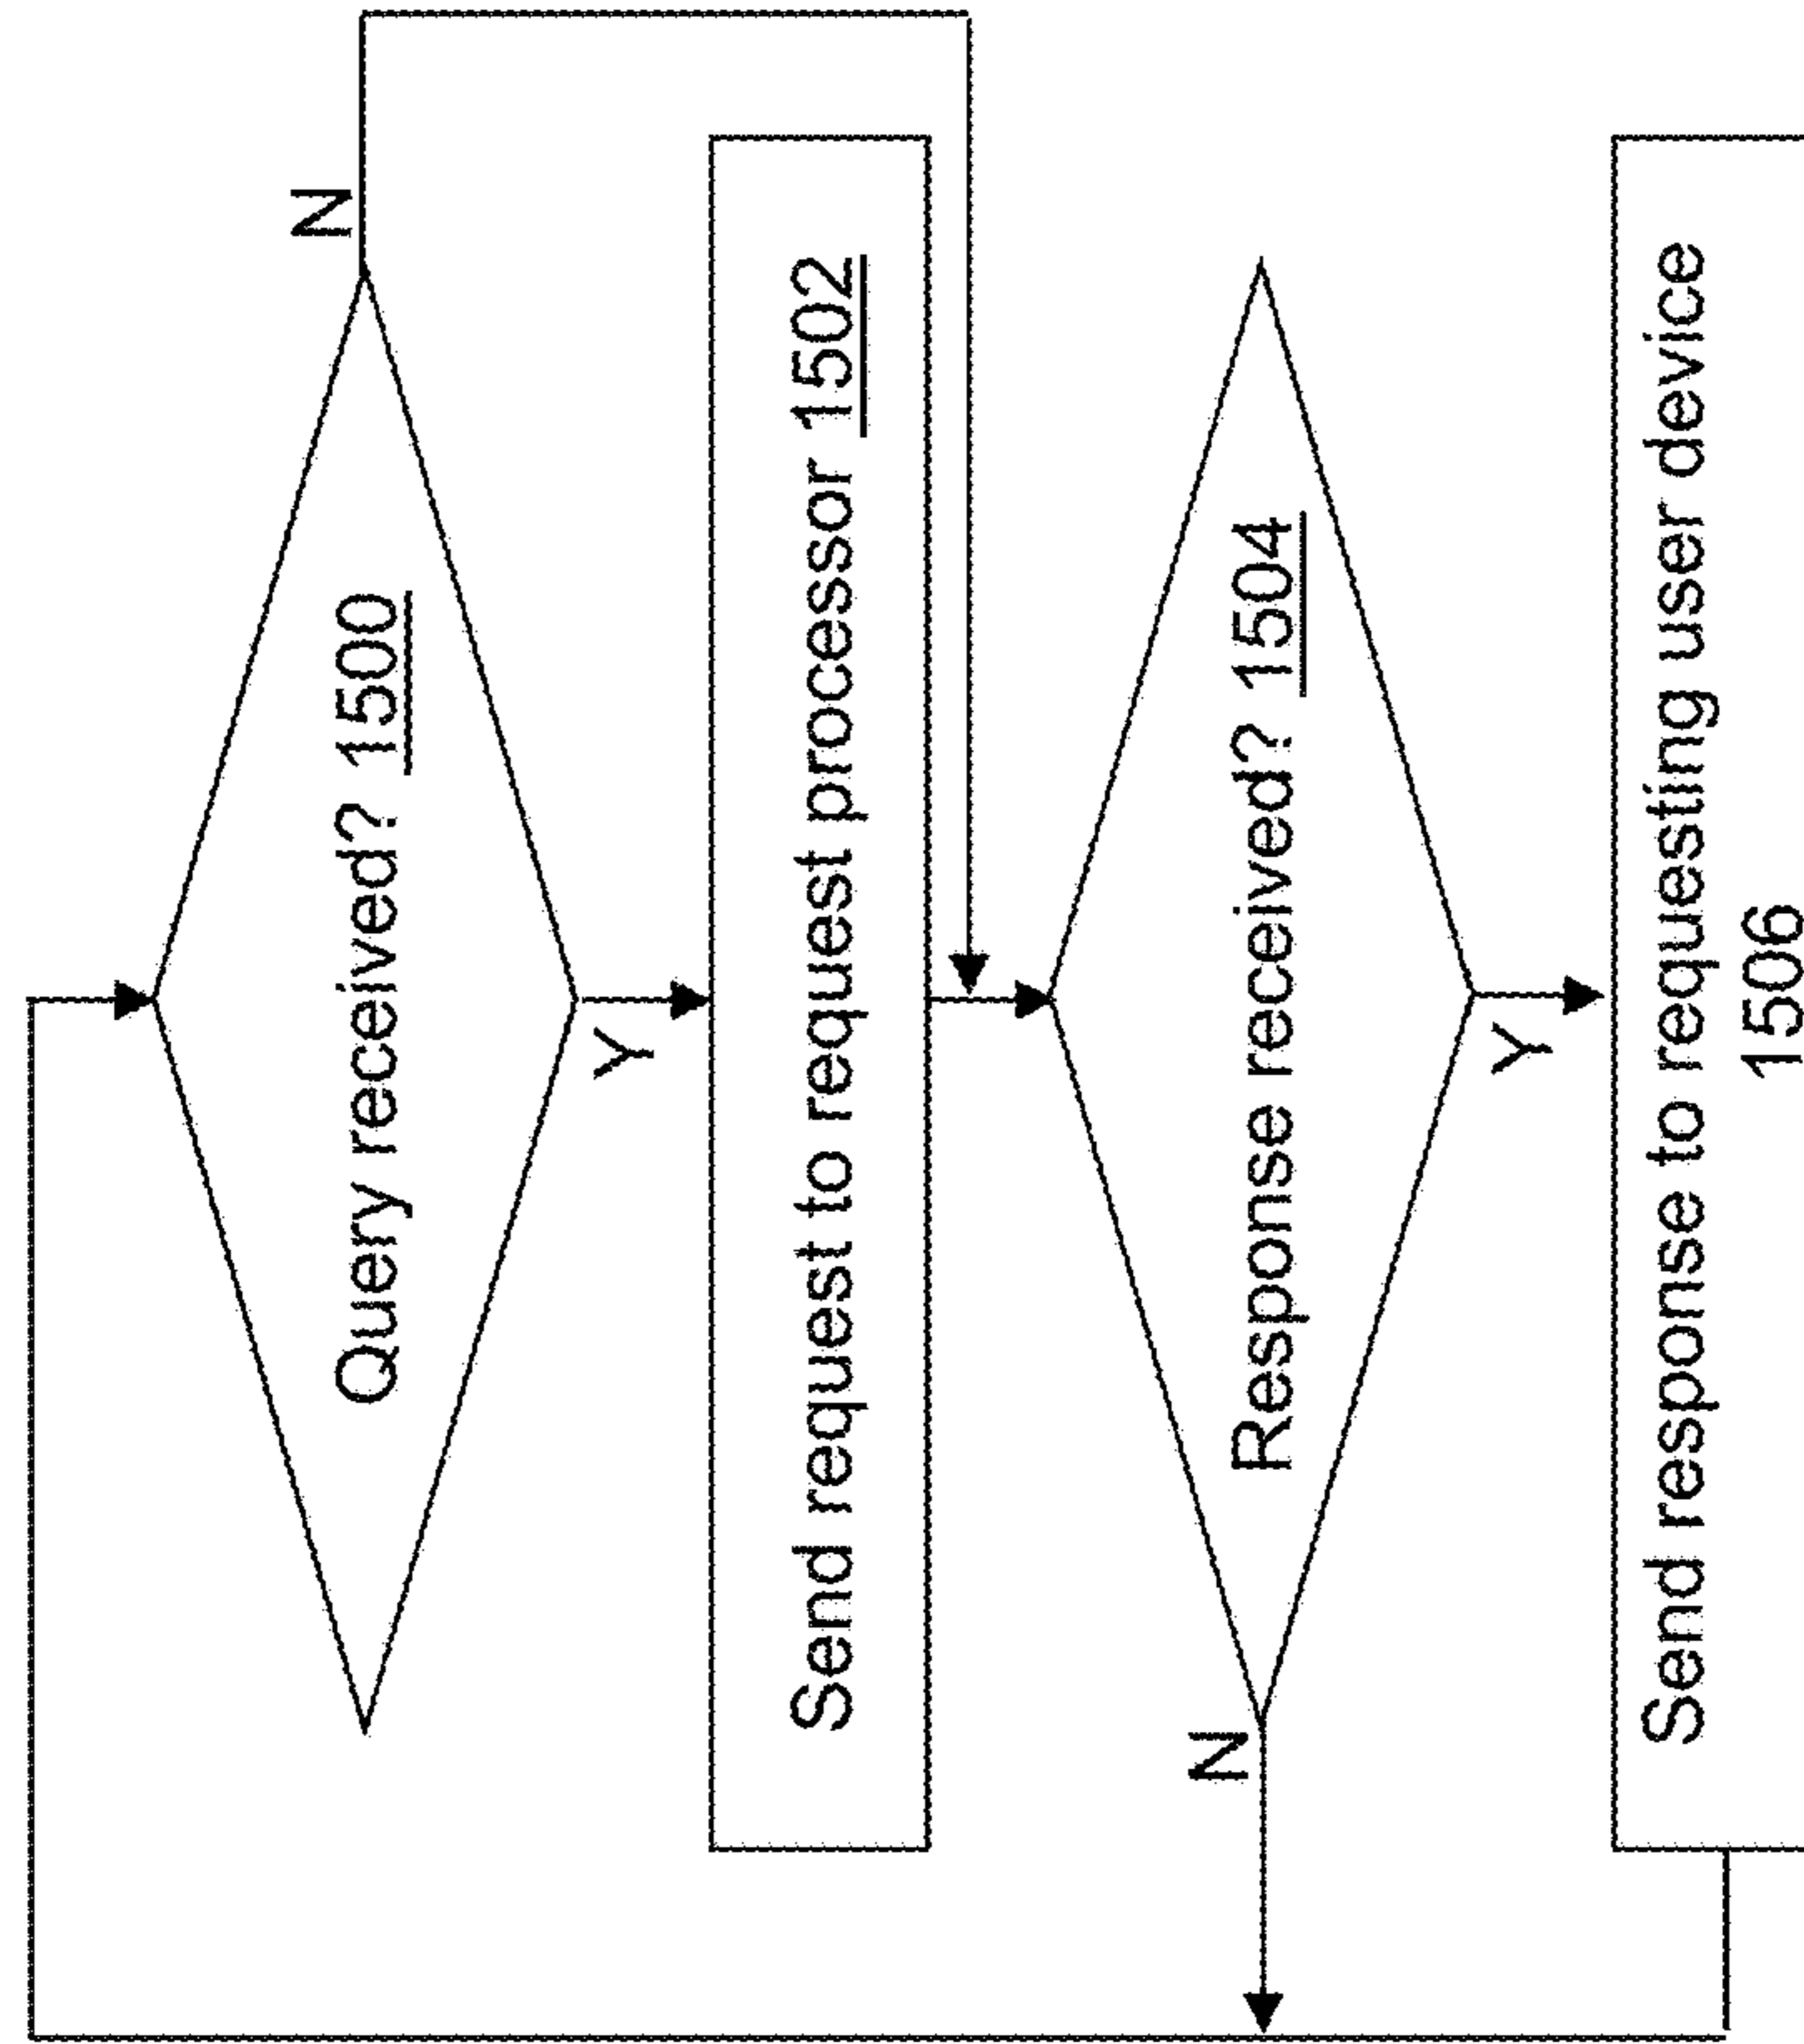 Query received? 1500
N
Y
Send request to request processor 1502
Response received? 1504
N
Y
Send response to requesting user device
1506